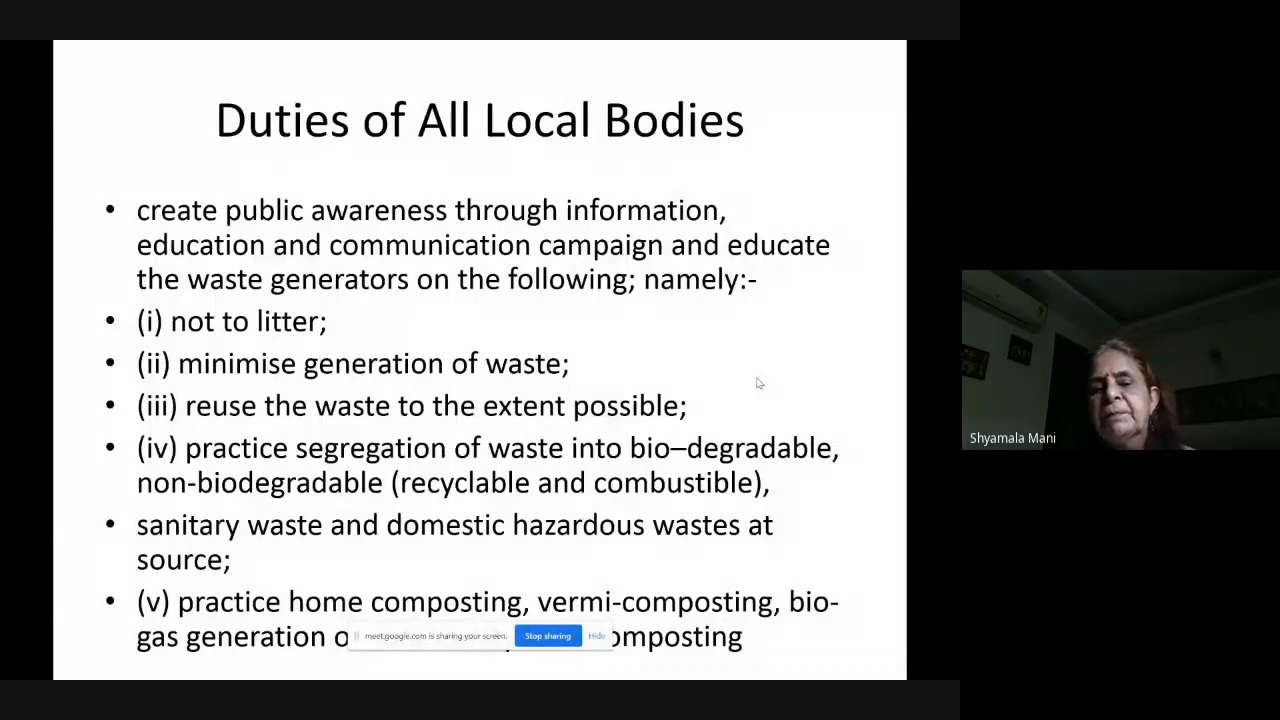 Duties of All Local Bodies
• create public awareness through information,
education and communication campaign and educate
the waste generators on the following; namely:-
• (i) not to litter;
• (ii) minimise generation of waste;
• (iii) reuse the waste to the extent possible;
• (iv) practice segregation of waste into bio–degradable,
non-biodegradable (recyclable and combustible),
• sanitary waste and domestic hazardous wastes at
source;
• (v) practice home composting, vermi-composting, bio-
gas generation omposting
meet.google.com is sharing your screen. Stop sharing Hide
Shyamala Mani